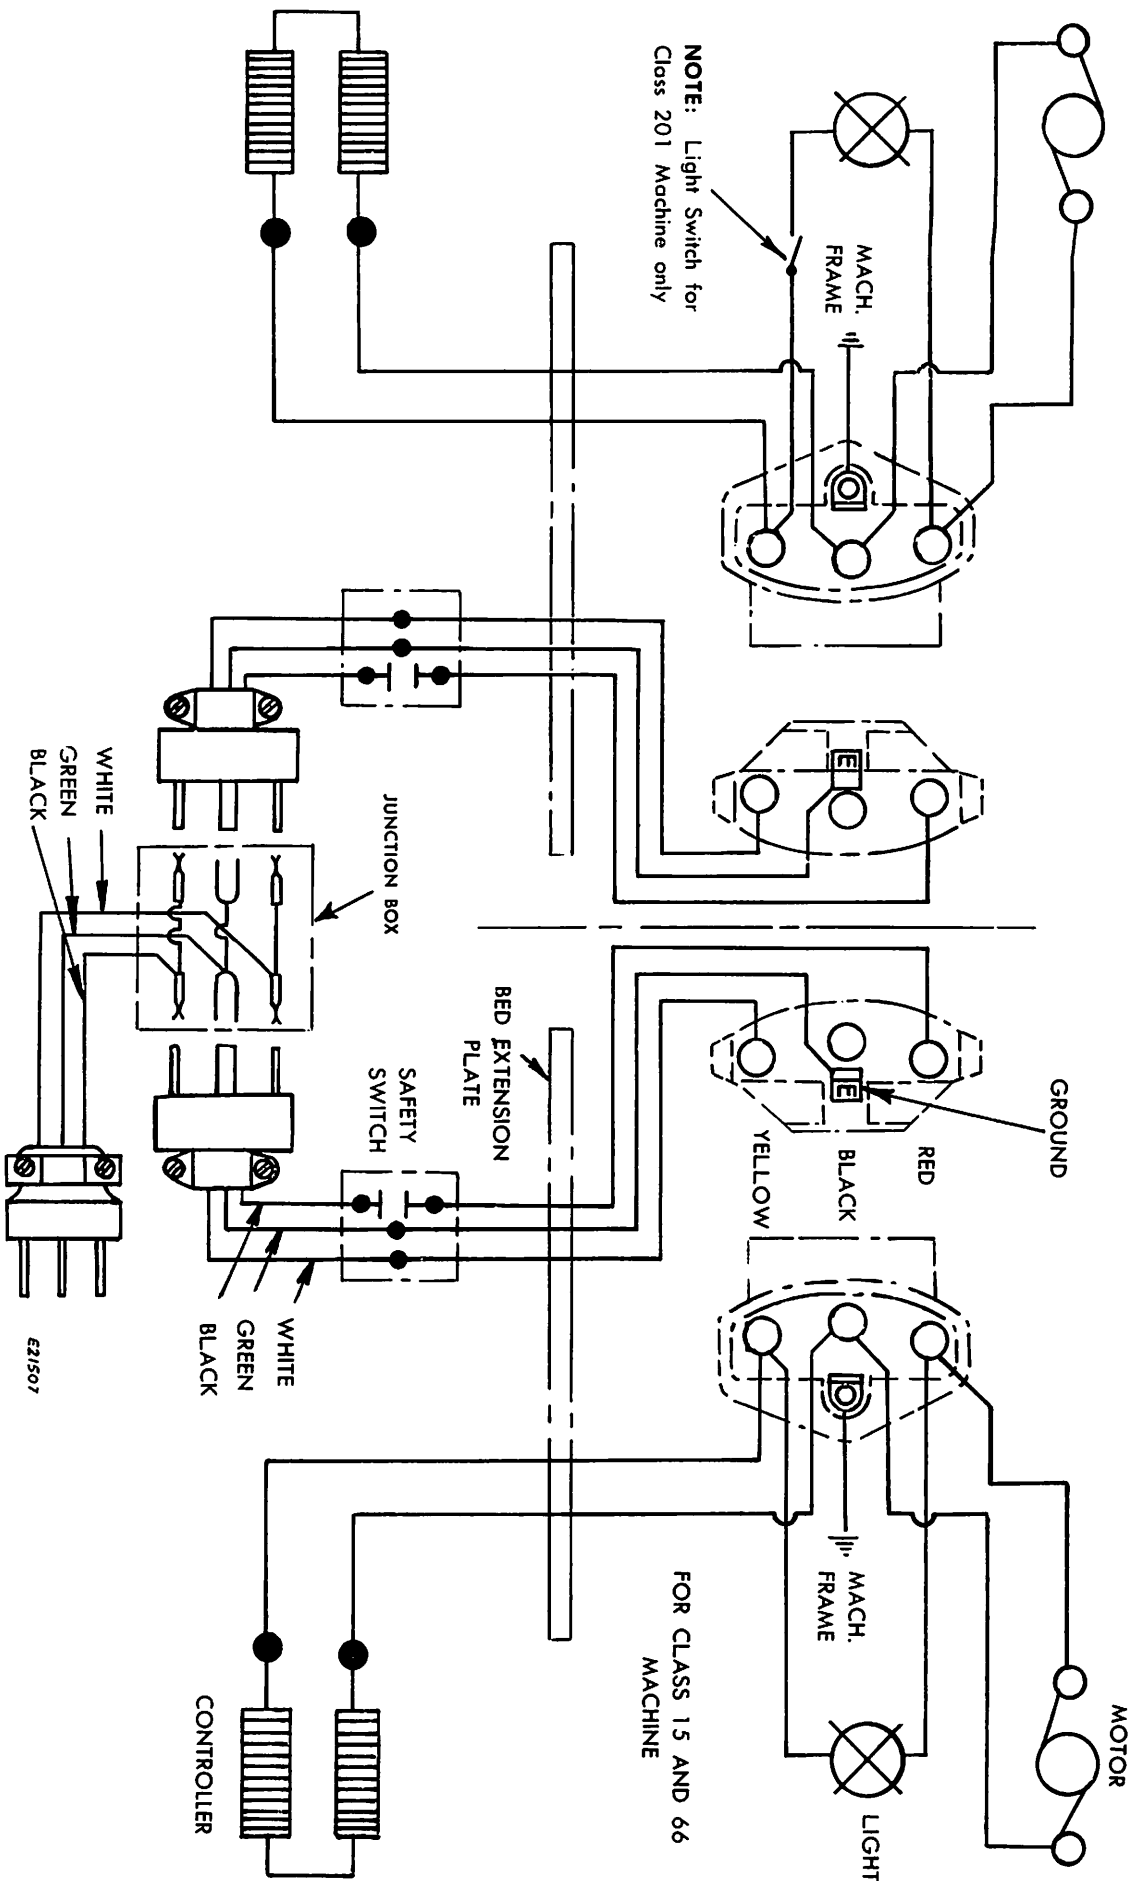 MOTOR
LIGHT
GROUND
RED
BLACK
YELLOW
MACH.
FRAME
FOR CLASS 15 AND 66
MACHINE
CONTROLLER
BED EXTENSION
PLATE
SAFETY
SWITCH
WHITE
GREEN
BLACK
MACH.
FRAME
NOTE: Light Switch for
Class 201 Machine only
JUNCTION BOX
WHITE
GREEN
BLACK
E21507